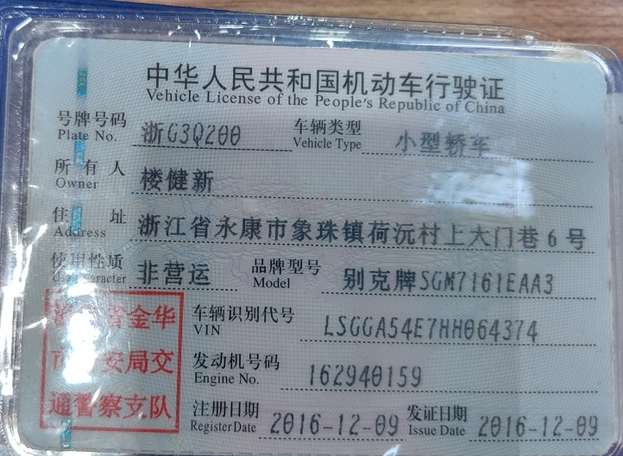 中华人民共和国机动车行驶证
Vehicle License of the People's Republic of China
号牌号码 浙G3Q200 车辆类型 小型轿车
Plate No. Vehicle Type
所有人 楼健新
Owner
住址 浙江省永康市象珠镇荷沅村上大门巷6号
Address
使用性质 非营运 品牌型号 别克牌SGM7161EAA3
Use Character Model
浙江省金华
市公安局交
通警察支队
车辆识别代号 LSGGA54E7HH064374
VIN
发动机号码 162940159
Engine No.
注册日期 2016-12-09 发证日期 2016-12-09
Register Date Issue Date